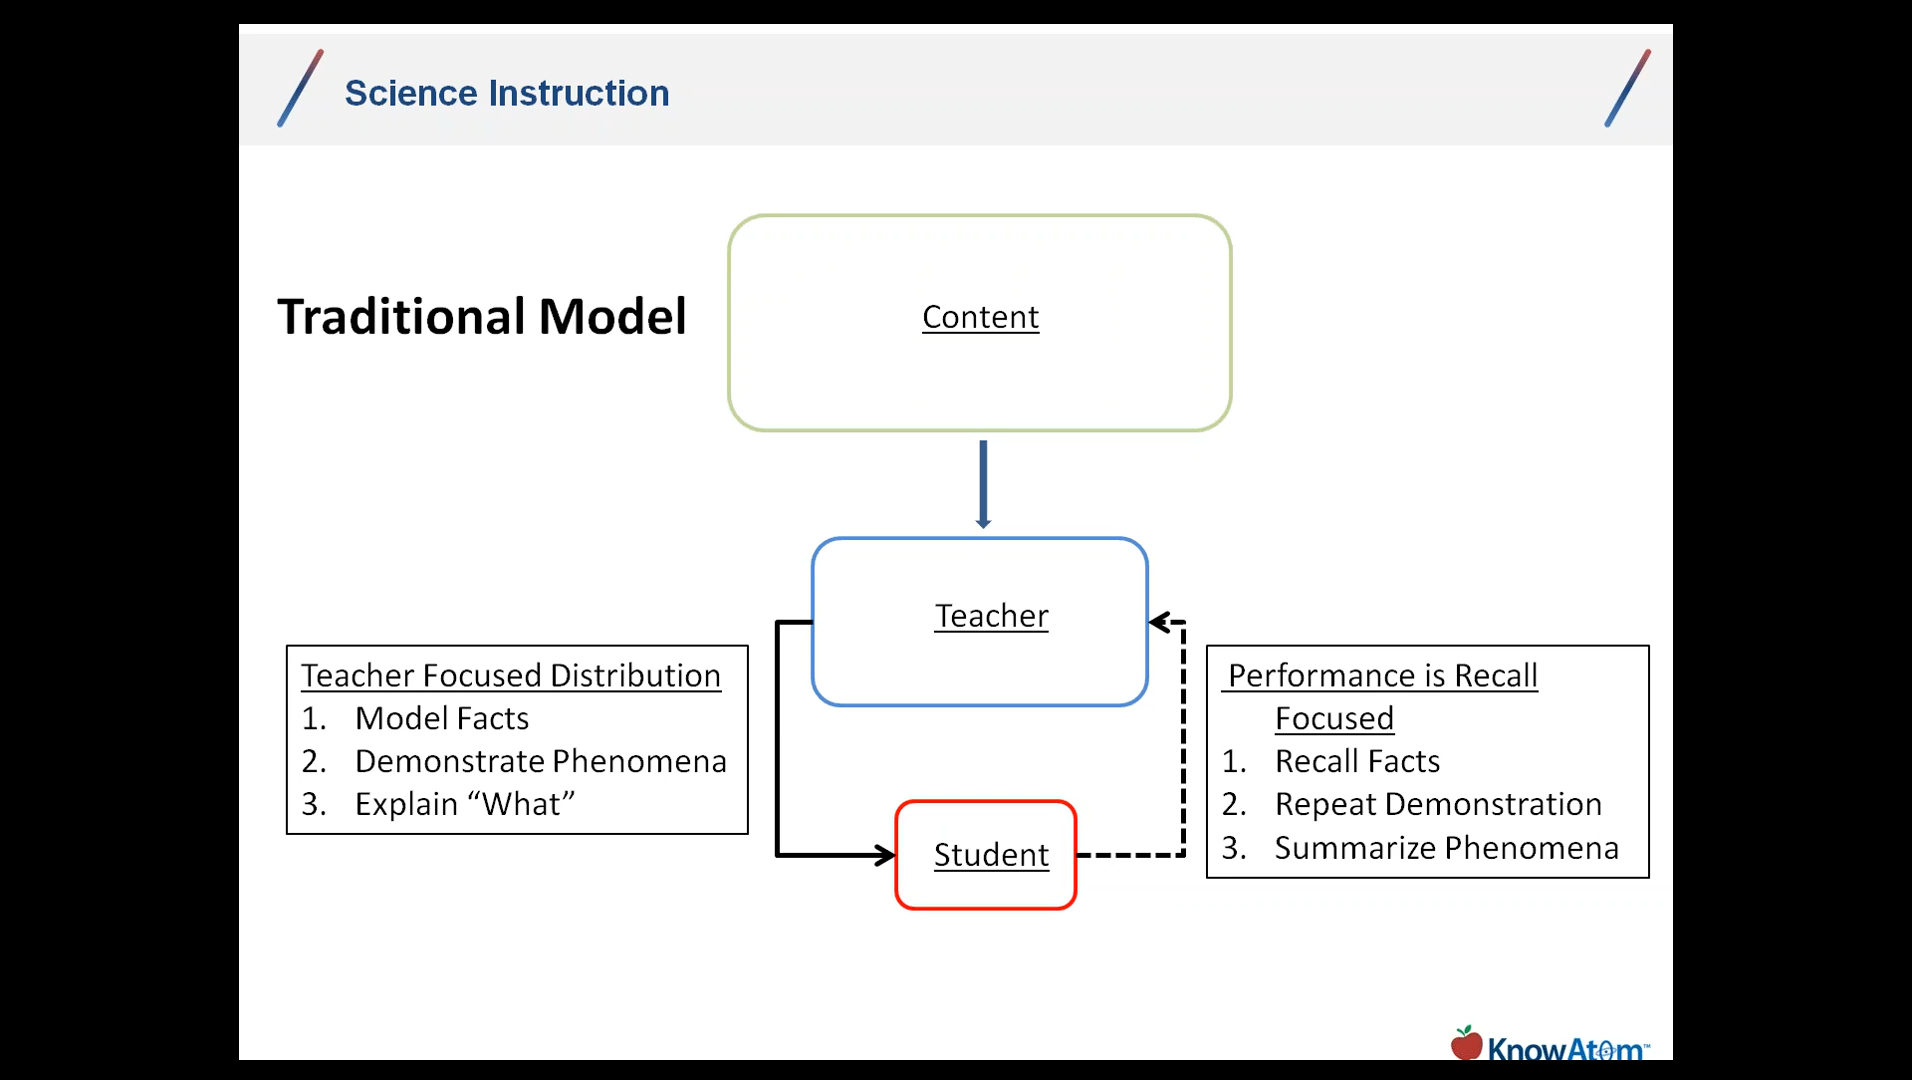 Science Instruction
Traditional Model
Content
Teacher
Teacher Focused Distribution
1. Model Facts
2. Demonstrate Phenomena
3. Explain “What”
Student
Performance is Recall
Focused
1. Recall Facts
2. Repeat Demonstration
3. Summarize Phenomena
KnowAtom™